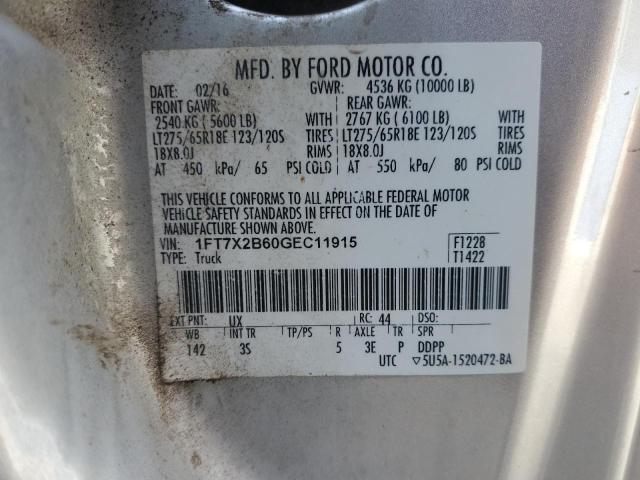 MFD. BY FORD MOTOR CO.
DATE: 02/16 GVWR: 4536 KG (10000 LB)
FRONT GAWR: REAR GAWR:
2540 KG ( 5600 LB) WITH 2767 KG ( 6100 LB) WITH
LT275/65R18E 123/120S TIRES LT275/65R18E 123/120S TIRES
18X8.0J RIMS 18X8.0J RIMS
AT 450 kPa/ 65 PSI COLD AT 550 kPa/ 80 PSI COLD
THIS VEHICLE CONFORMS TO ALL APPLICABLE FEDERAL MOTOR
VEHICLE SAFETY STANDARDS IN EFFECT ON THE DATE OF
MANUFACTURE SHOWN ABOVE.
VIN: 1FT7X2B60GEC11915 F1228
TYPE: Truck T1422
EXT PNT: UX RC: 44 DSO:
WB INT TR TP/PS R AXLE TR SPR
142 3S 5 3E P DDPP
UTC ▽5U5A-1520472-BA